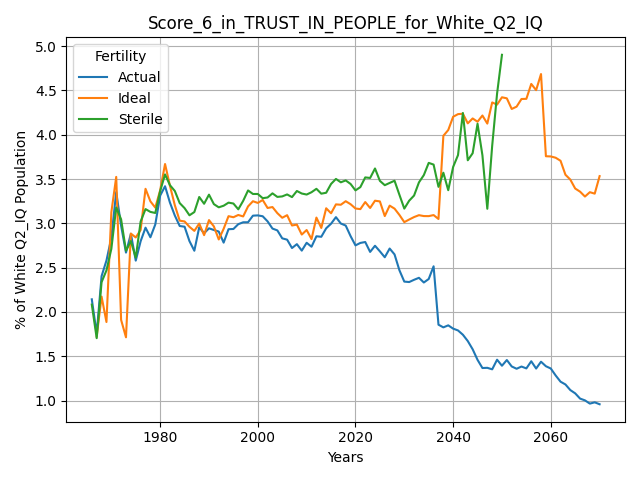 Score_6_in_TRUST_IN_PEOPLE_for_White_Q2_IQ
Fertility
Actual
Ideal
Sterile
% of White Q2_IQ Population
5.0
4.5
4.0
3.5
3.0
2.5
2.0
1.5
1.0
1980 2000 2020 2040 2060
Years